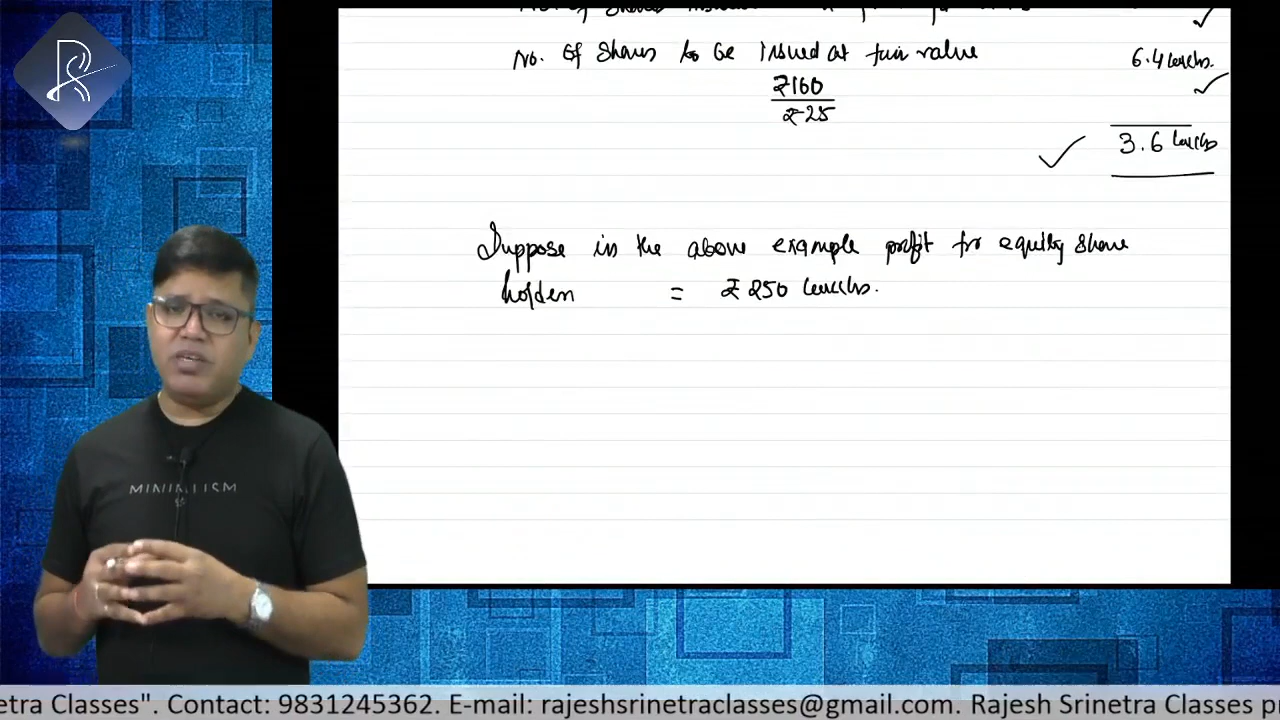 No. of Shares to be Issued at fair value
6.4 lakhs.
₹160
₹25
3.6 lakhs
Suppose in the above example profit for equity share
holders = ₹250 lakhs.
MINIMALISM
netra Classes". Contact: 9831245362. E-mail: rajeshsrinetraclasses@gmail.com. Rajesh Srinetra Classes p